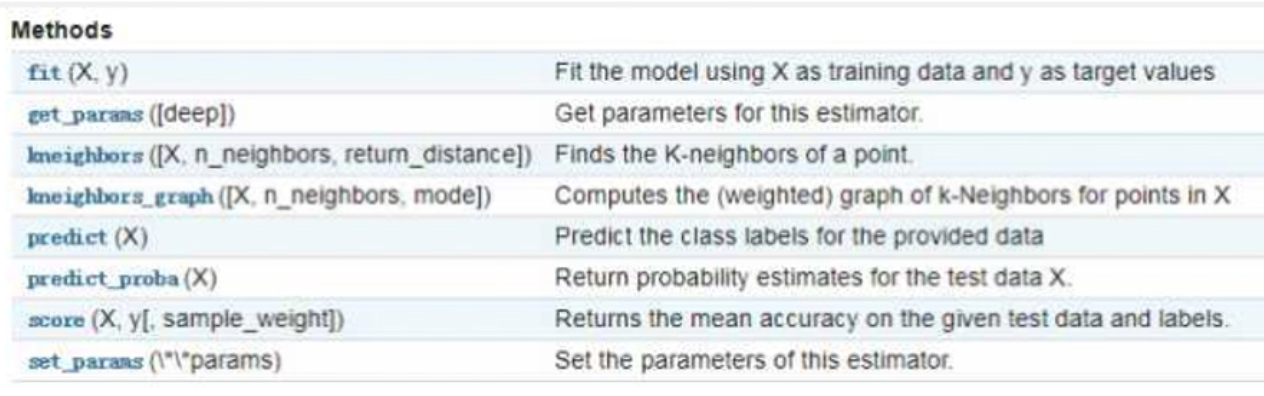 Methods
fit (X, y) Fit the model using X as training data and y as target values
get_params ([deep]) Get parameters for this estimator.
kneighbors ([X, n_neighbors, return_distance]) Finds the K-neighbors of a point.
kneighbors_graph ([X, n_neighbors, mode]) Computes the (weighted) graph of k-Neighbors for points in X
predict (X) Predict the class labels for the provided data
predict_proba (X) Return probability estimates for the test data X.
score (X, y[, sample_weight]) Returns the mean accuracy on the given test data and labels.
set_params (\*\*params) Set the parameters of this estimator.